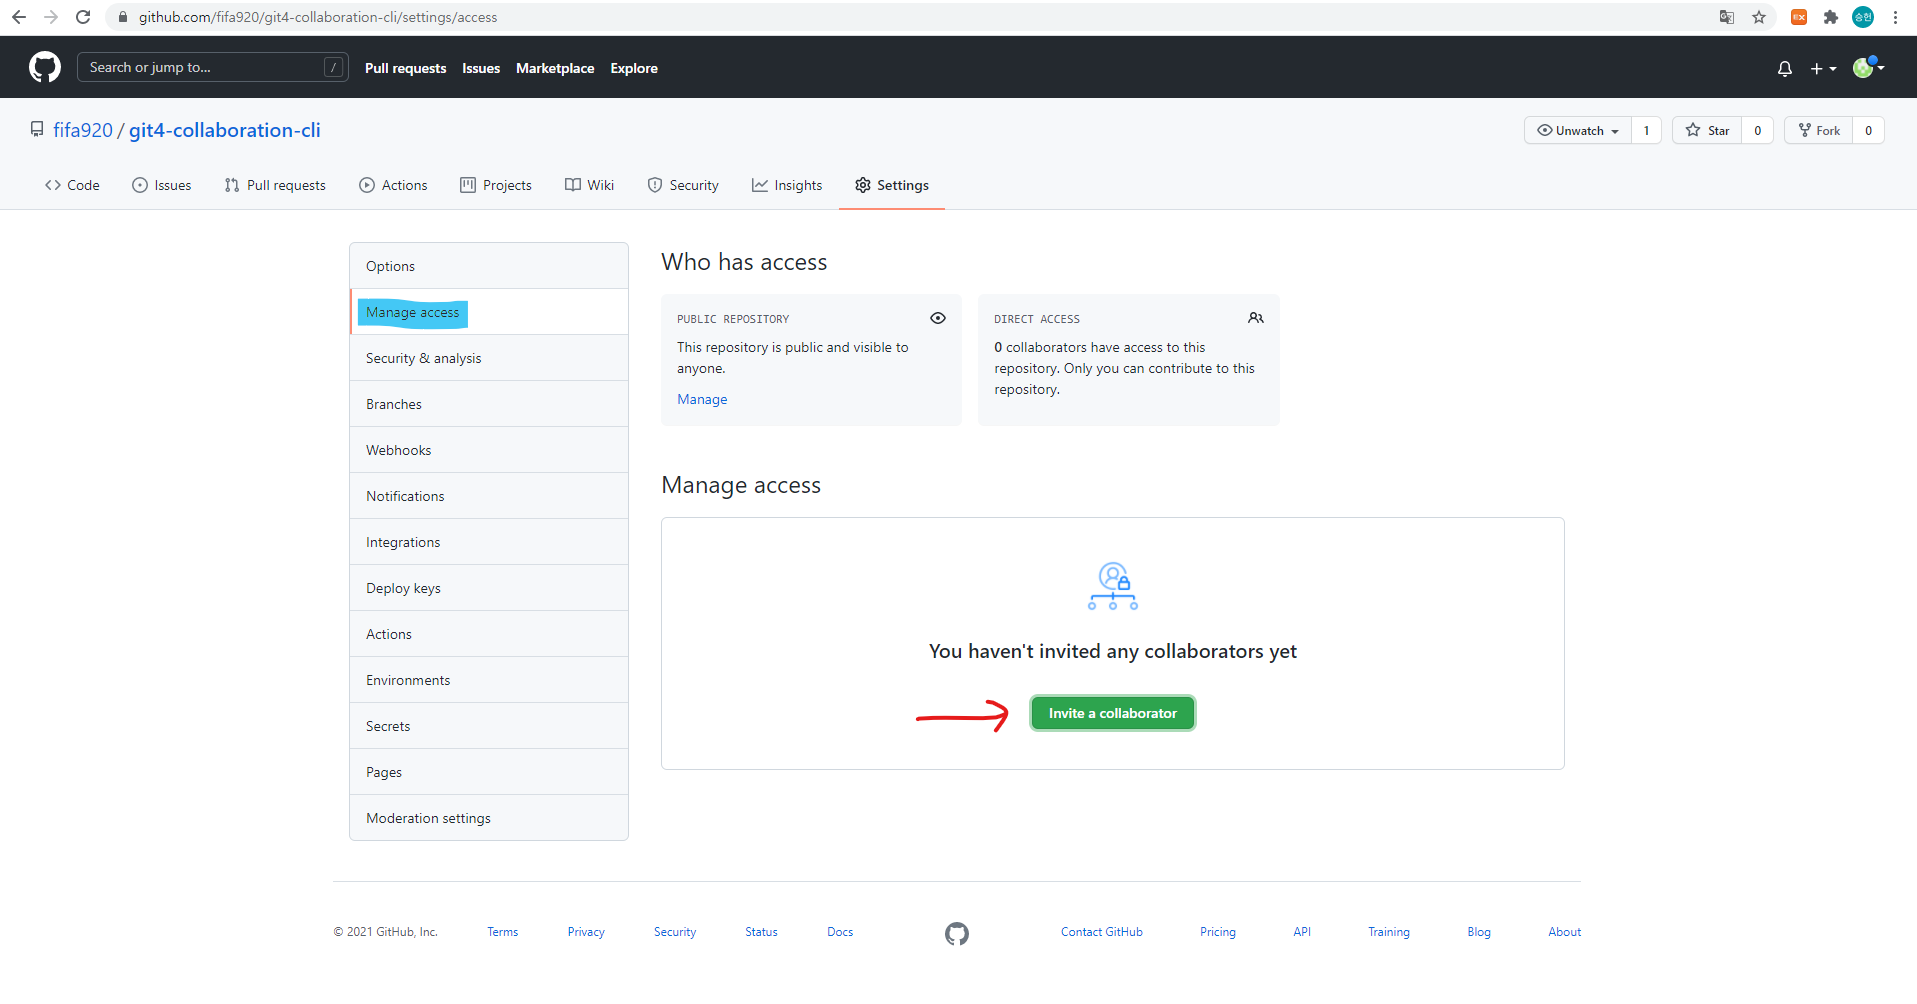 github.com/fifa920/git4-collaboration-cli/settings/access
승헌
Search or jump to... /
Pull requests Issues Marketplace Explore
fifa920 / git4-collaboration-cli
Unwatch 1 Star 0 Fork 0
Code Issues Pull requests Actions Projects Wiki Security Insights Settings
Options
Manage access
Security & analysis
Branches
Webhooks
Notifications
Integrations
Deploy keys
Actions
Environments
Secrets
Pages
Moderation settings
Who has access
PUBLIC REPOSITORY
This repository is public and visible to
anyone.
Manage
DIRECT ACCESS
0 collaborators have access to this
repository. Only you can contribute to this
repository.
Manage access
You haven't invited any collaborators yet
Invite a collaborator
© 2021 GitHub, Inc. Terms Privacy Security Status Docs Contact GitHub Pricing API Training Blog About